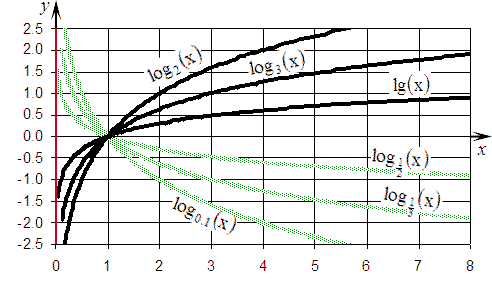 y
2.5
2.0
1.5
1.0
0.5
0.0
-0.5
-1.0
-1.5
-2.0
-2.5
log₂(x)
log₃(x)
lg(x)
x
log½(x)
log⅓(x)
log₀.₁(x)
0 1 2 3 4 5 6 7 8